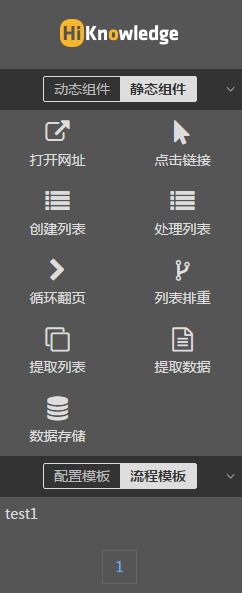 HiKnowledge
动态组件 静态组件
打开网址 点击链接
创建列表 处理列表
循环翻页 列表排重
提取列表 提取数据
数据存储
配置模板 流程模板
test1
1